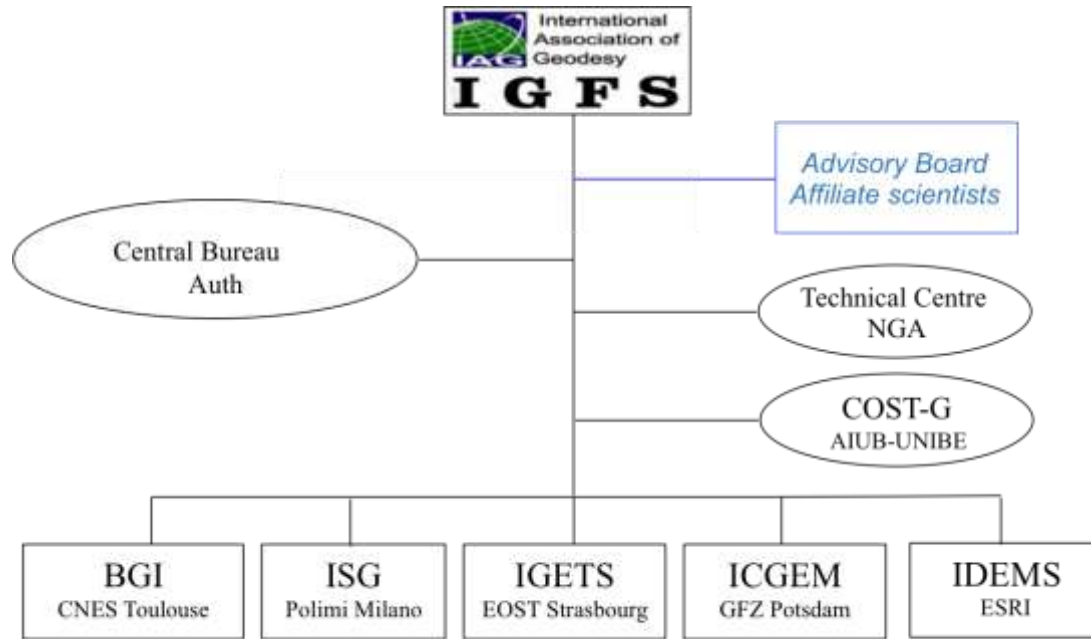 International
Association of
Geodesy
IAG
I G F S
Advisory Board
Affiliate scientists
Central Bureau
Auth
Technical Centre
NGA
COST-G
AIUB-UNIBE
BGI
CNES Toulouse
ISG
Polimi Milano
IGETS
EOST Strasbourg
ICGEM
GFZ Potsdam
IDEMS
ESRI